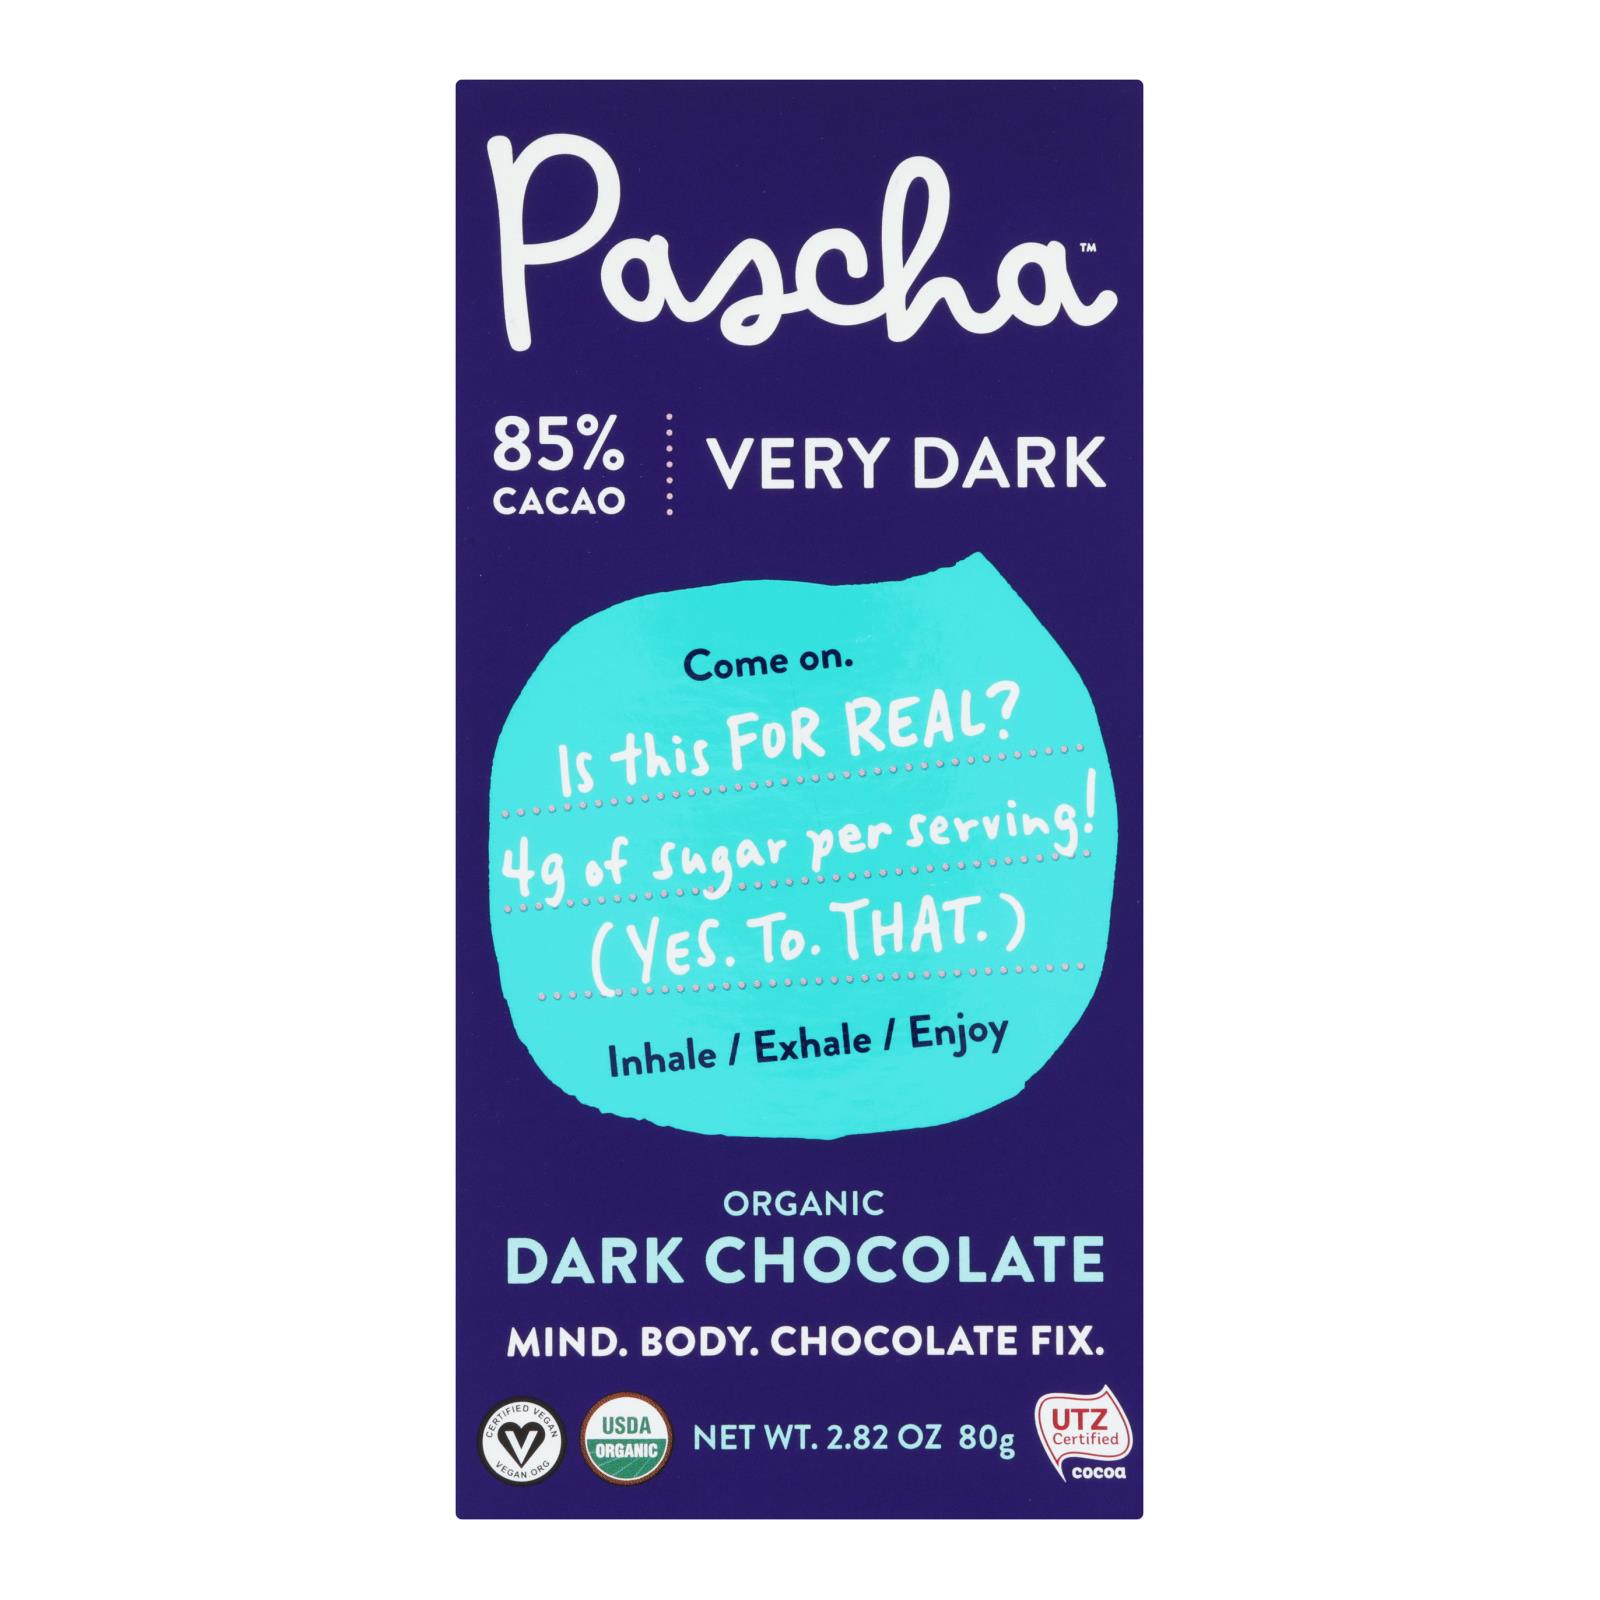 Pascha™
85%
CACAO
VERY DARK
Come on.
Is this FOR REAL?
4g of sugar per serving!
(YES. To. THAT.)
Inhale / Exhale / Enjoy
ORGANIC
DARK CHOCOLATE
MIND. BODY. CHOCOLATE FIX.
CERTIFIED VEGAN
VEGAN.ORG
USDA
ORGANIC
NET WT. 2.82 OZ 80g
UTZ
Certified
cocoa